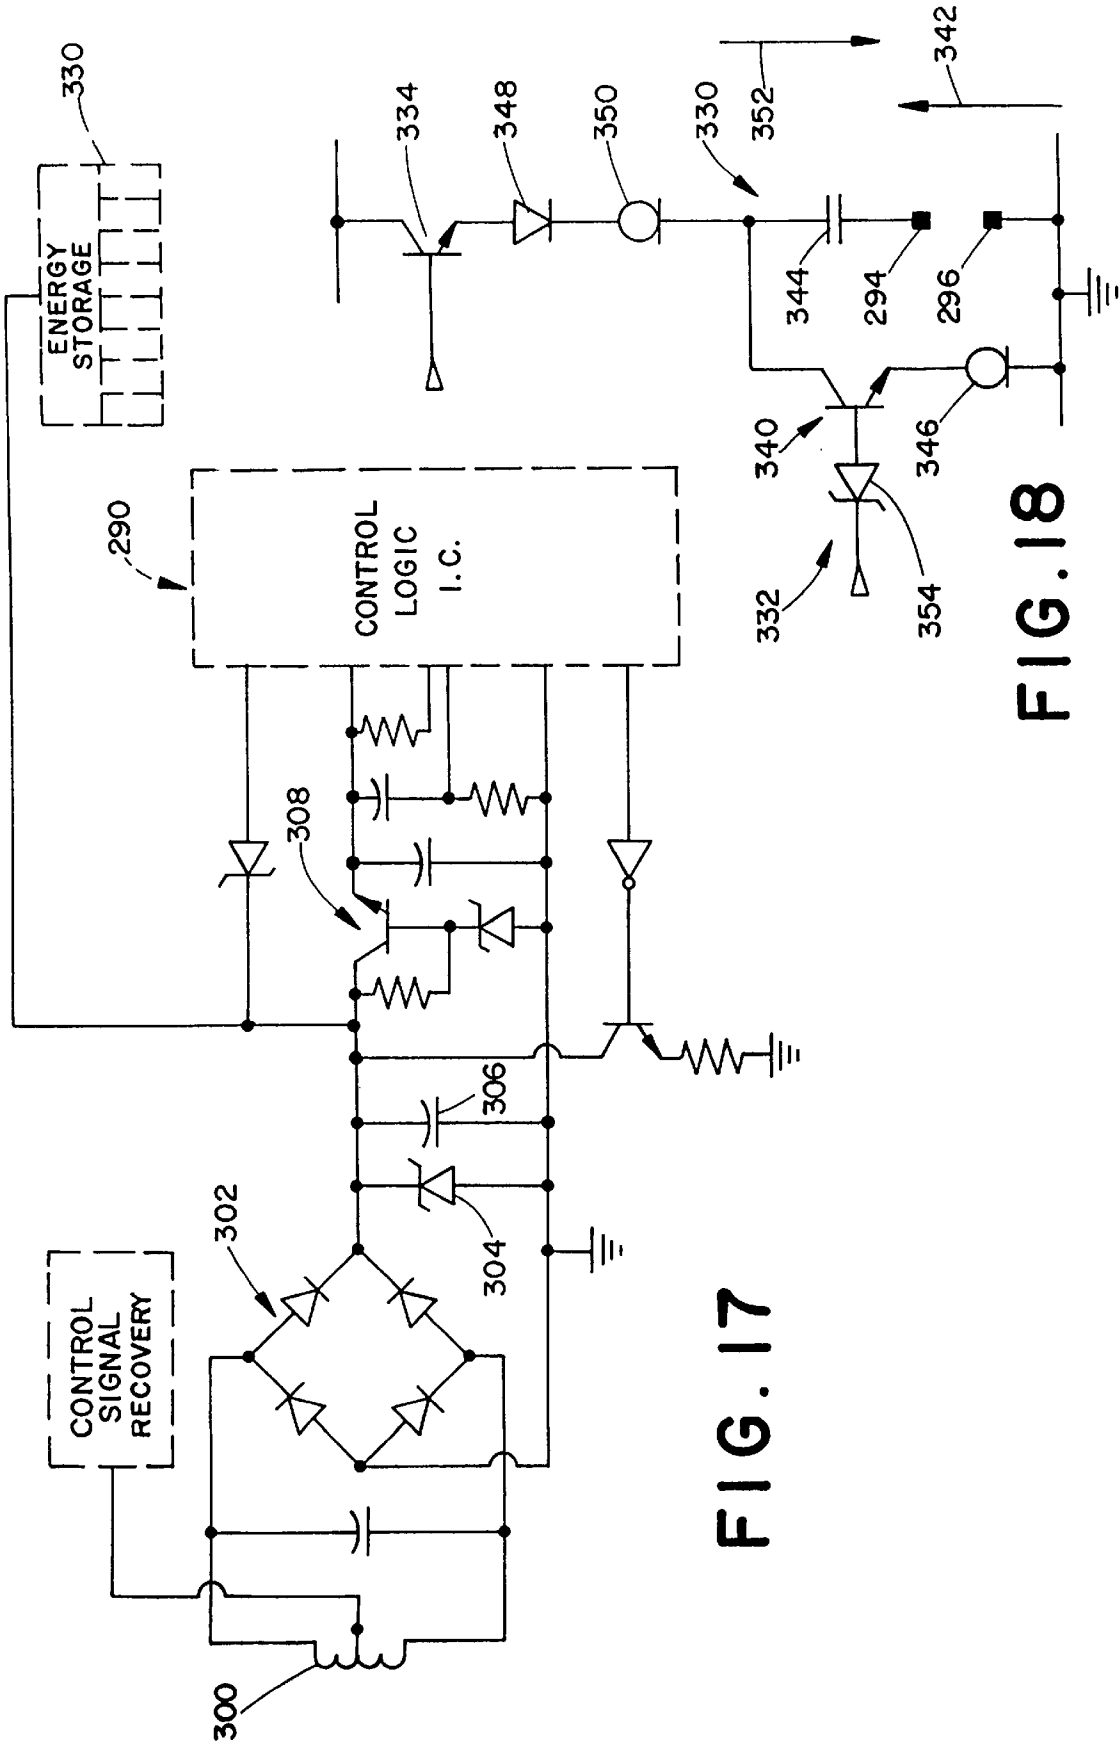 CONTROL
SIGNAL
RECOVERY
300
302
304
306
308
290
CONTROL
LOGIC
I.C.
ENERGY
STORAGE
330
FIG.17
334
348
350
330
352
342
344
294
296
340
346
332
354
FIG.18